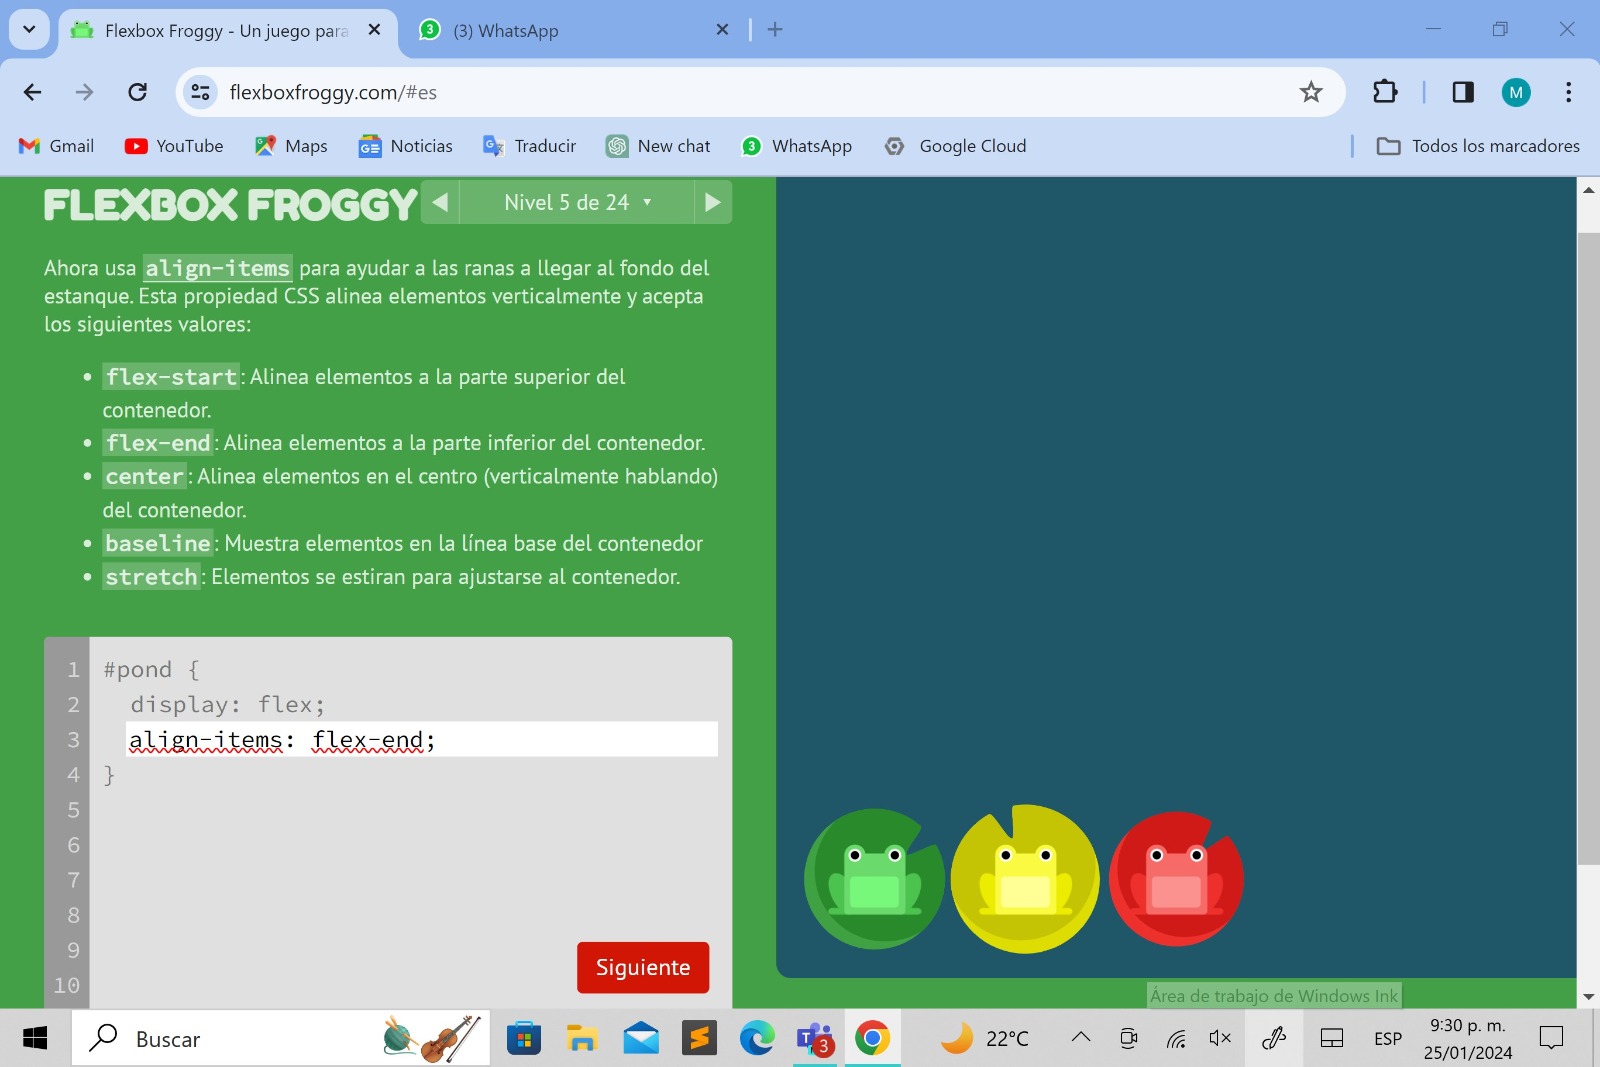 Flexbox Froggy - Un juego para
3
(3) WhatsApp
flexboxfroggy.com/#es
M
Gmail
YouTube
Maps
Noticias
Traducir
New chat
3
WhatsApp
Google Cloud
Todos los marcadores
FLEXBOX FROGGY
Nivel 5 de 24
Ahora usa align-items para ayudar a las ranas a llegar al fondo del
estanque. Esta propiedad CSS alinea elementos verticalmente y acepta
los siguientes valores:
• flex-start: Alinea elementos a la parte superior del
contenedor.
• flex-end: Alinea elementos a la parte inferior del contenedor.
• center: Alinea elementos en el centro (verticalmente hablando)
del contenedor.
• baseline: Muestra elementos en la línea base del contenedor
• stretch: Elementos se estiran para ajustarse al contenedor.
1 #pond {
2 display: flex;
3 align-items: flex-end;
4 }
5
6
7
8
9
10
Siguiente
Área de trabajo de Windows Ink
Buscar
3
22°C
ESP
9:30 p. m.
25/01/2024